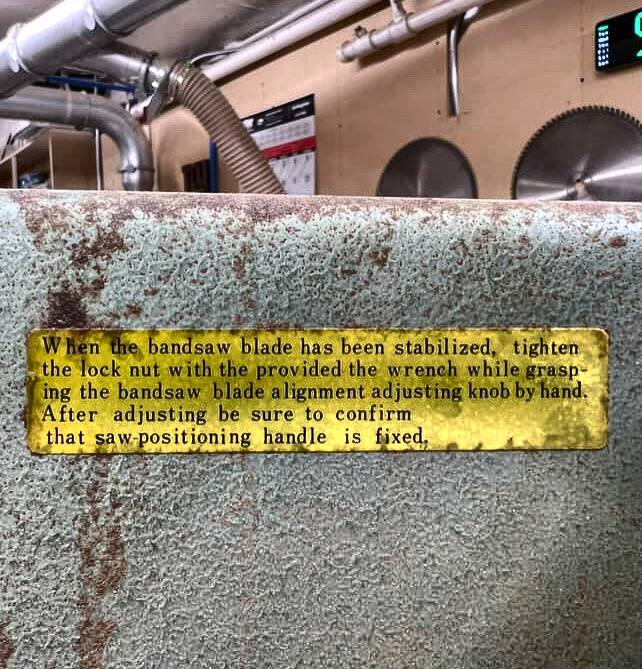 When the bandsaw blade has been stabilized, tighten
the lock nut with the provided the wrench while grasp-
ing the bandsaw blade alignment adjusting knob by hand.
After adjusting be sure to confirm
that saw-positioning handle is fixed.